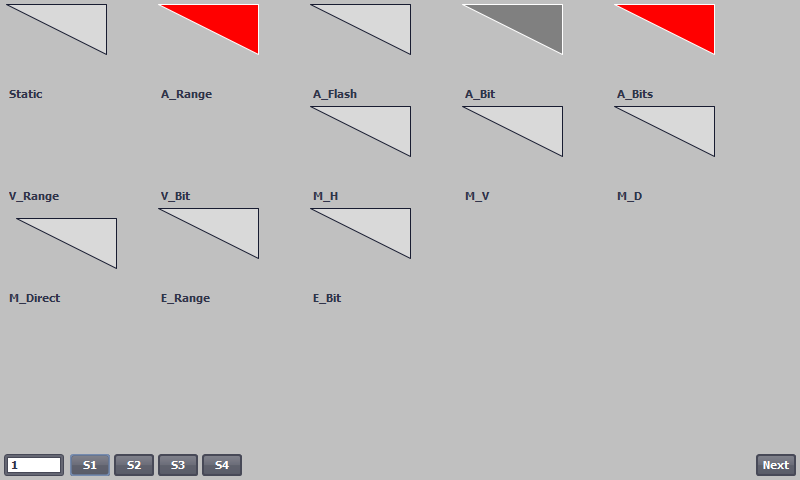 Static A_Range A_Flash A_Bit A_Bits
V_Range V_Bit M_H M_V M_D
M_Direct E_Range E_Bit
1 S1 S2 S3 S4 Next